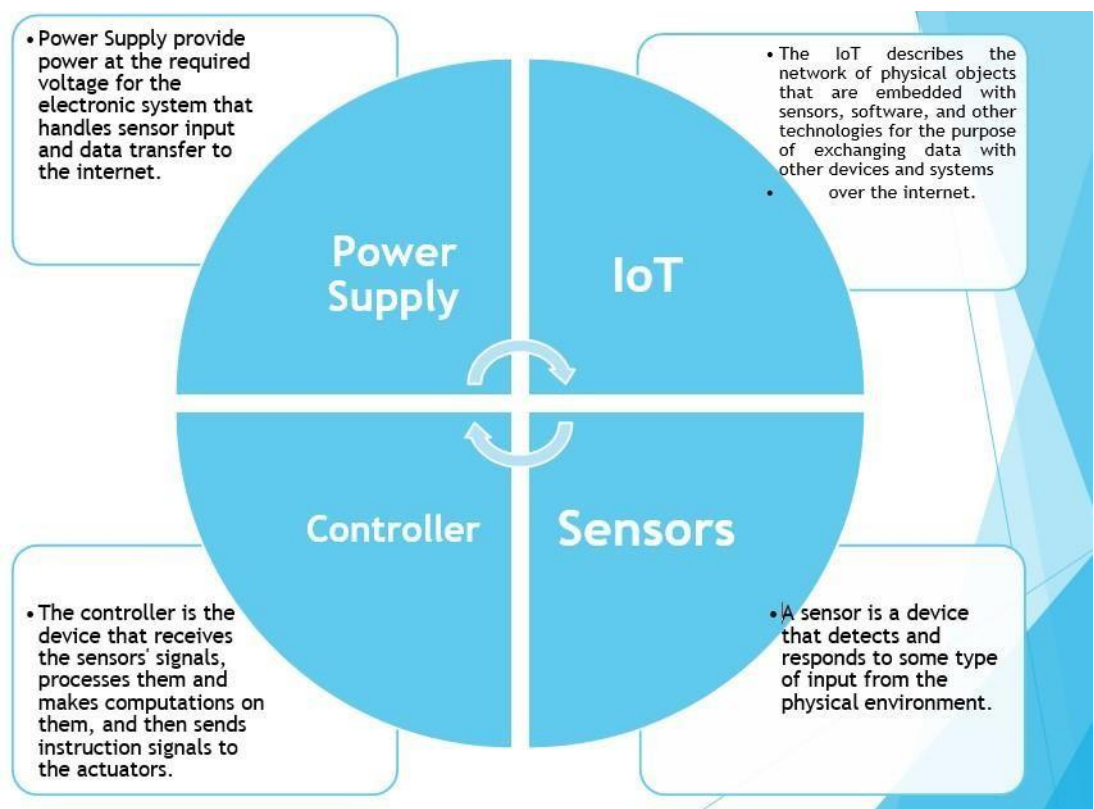 • Power Supply provide
power at the required
voltage for the
electronic system that
handles sensor input
and data transfer to
the internet.
• The IoT describes the
network of physical objects
that are embedded with
sensors, software, and other
technologies for the purpose
of exchanging data with
other devices and systems
• over the internet.
Power
Supply
IoT
Controller
Sensors
• The controller is the
device that receives
the sensors' signals,
processes them and
makes computations on
them, and then sends
instruction signals to
the actuators.
• A sensor is a device
that detects and
responds to some type
of input from the
physical environment.